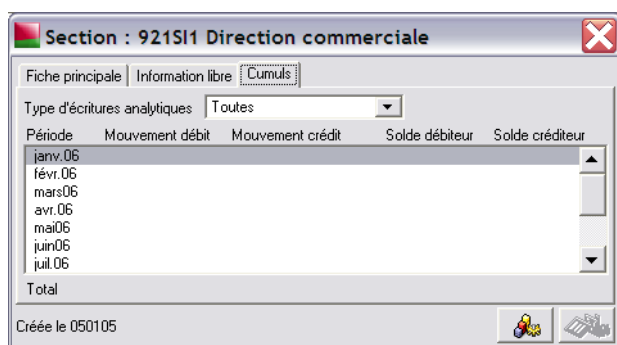 Section : 921SI1 Direction commerciale
Fiche principale Information libre Cumuls
Type d'écritures analytiques Toutes
Période Mouvement débit Mouvement crédit Solde débiteur Solde créditeur
janv.06
févr.06
mars06
avr.06
mai06
juin06
juil.06
Total
Créée le 050105